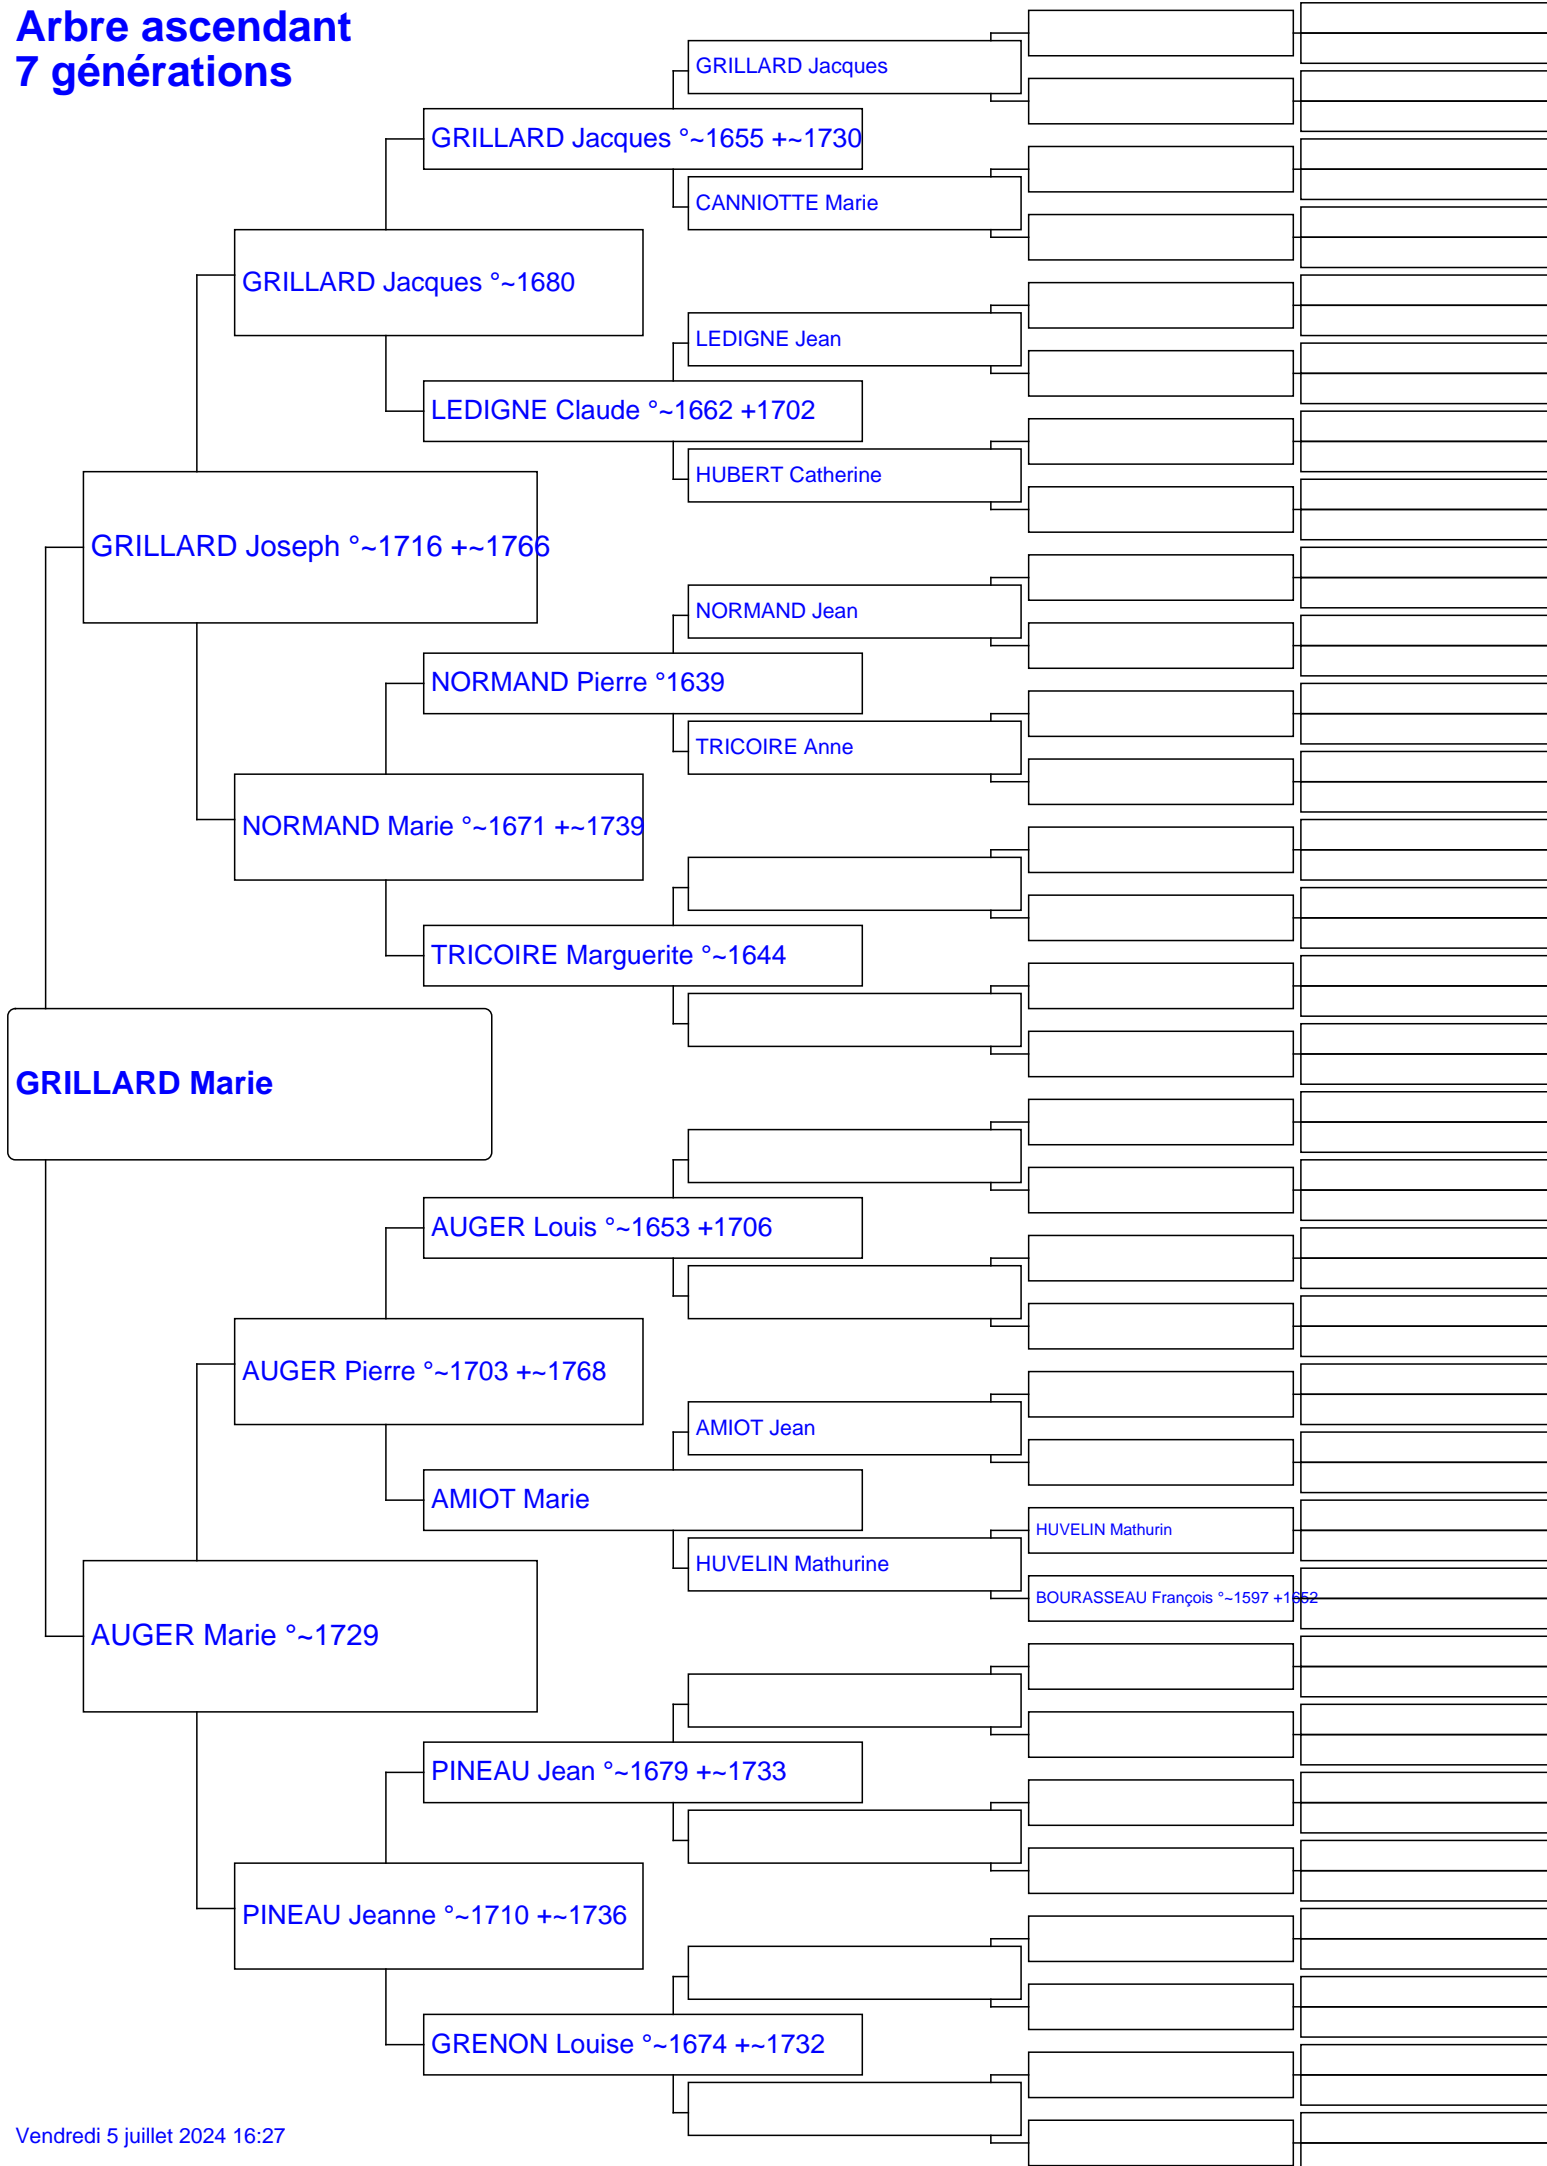 Arbre ascendant
7 générations
GRILLARD Jacques
GRILLARD Jacques °~1655 +~1730
CANNIOTTE Marie
GRILLARD Jacques °~1680
LEDIGNE Jean
LEDIGNE Claude °~1662 +1702
HUBERT Catherine
GRILLARD Joseph °~1716 +~1766
NORMAND Jean
NORMAND Pierre °1639
TRICOIRE Anne
NORMAND Marie °~1671 +~1739
TRICOIRE Marguerite °~1644
GRILLARD Marie
AUGER Louis °~1653 +1706
AUGER Pierre °~1703 +~1768
AMIOT Jean
AMIOT Marie
HUVELIN Mathurin
HUVELIN Mathurine
BOURASSEAU François °~1597 +1652
AUGER Marie °~1729
PINEAU Jean °~1679 +~1733
PINEAU Jeanne °~1710 +~1736
GRENON Louise °~1674 +~1732
Vendredi 5 juillet 2024 16:27